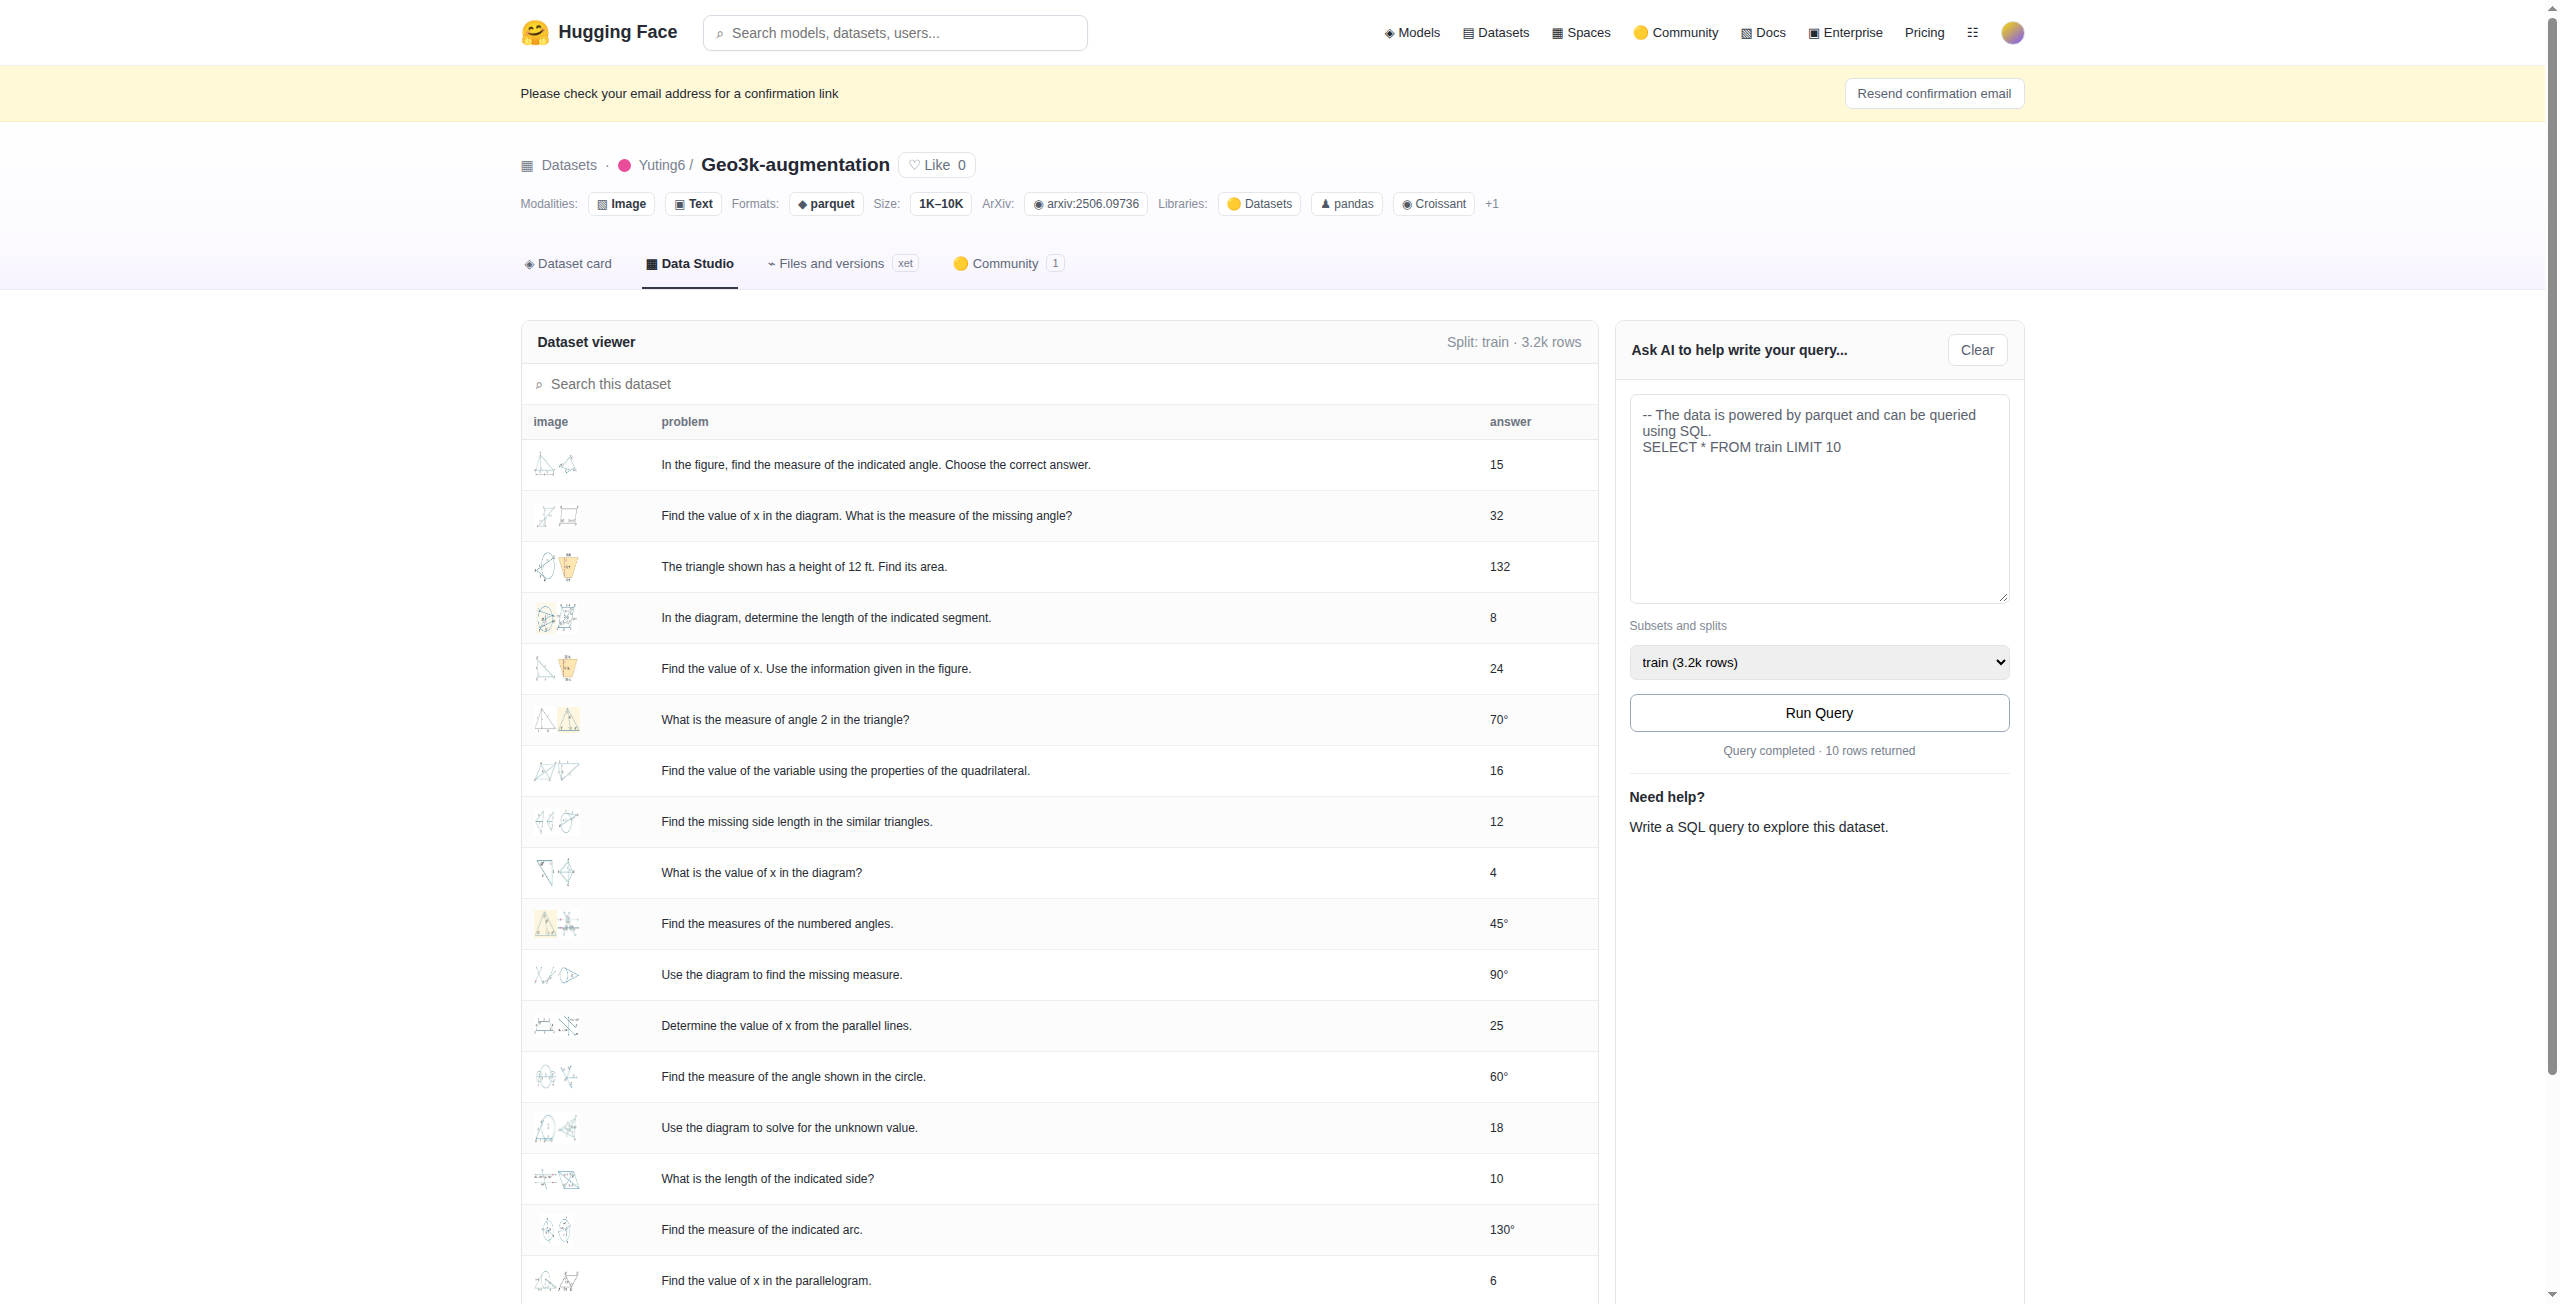 Hugging Face
Search models, datasets, users...
Models
Datasets
Spaces
Community
Docs
Enterprise
Pricing
Please check your email address for a confirmation link
Resend confirmation email
Datasets · Yuting6 / Geo3k-augmentation
Like 0
Modalities: Image Text Formats: parquet Size: 1K–10K ArXiv: arxiv:2506.09736 Libraries: Datasets pandas Croissant +1
Dataset card
Data Studio
Files and versions xet
Community 1
Dataset viewer
Split: train · 3.2k rows
Search this dataset
image problem answer
In the figure, find the measure of the indicated angle. Choose the correct answer. 15
Find the value of x in the diagram. What is the measure of the missing angle? 32
The triangle shown has a height of 12 ft. Find its area. 132
In the diagram, determine the length of the indicated segment. 8
Find the value of x. Use the information given in the figure. 24
What is the measure of angle 2 in the triangle? 70°
Find the value of the variable using the properties of the quadrilateral. 16
Find the missing side length in the similar triangles. 12
What is the value of x in the diagram? 4
Find the measures of the numbered angles. 45°
Use the diagram to find the missing measure. 90°
Determine the value of x from the parallel lines. 25
Find the measure of the angle shown in the circle. 60°
Use the diagram to solve for the unknown value. 18
What is the length of the indicated side? 10
Find the measure of the indicated arc. 130°
Find the value of x in the parallelogram. 6
Ask AI to help write your query...
Clear
-- The data is powered by parquet and can be queried
using SQL.
SELECT * FROM train LIMIT 10
Subsets and splits
train (3.2k rows)
Run Query
Query completed · 10 rows returned
Need help?
Write a SQL query to explore this dataset.